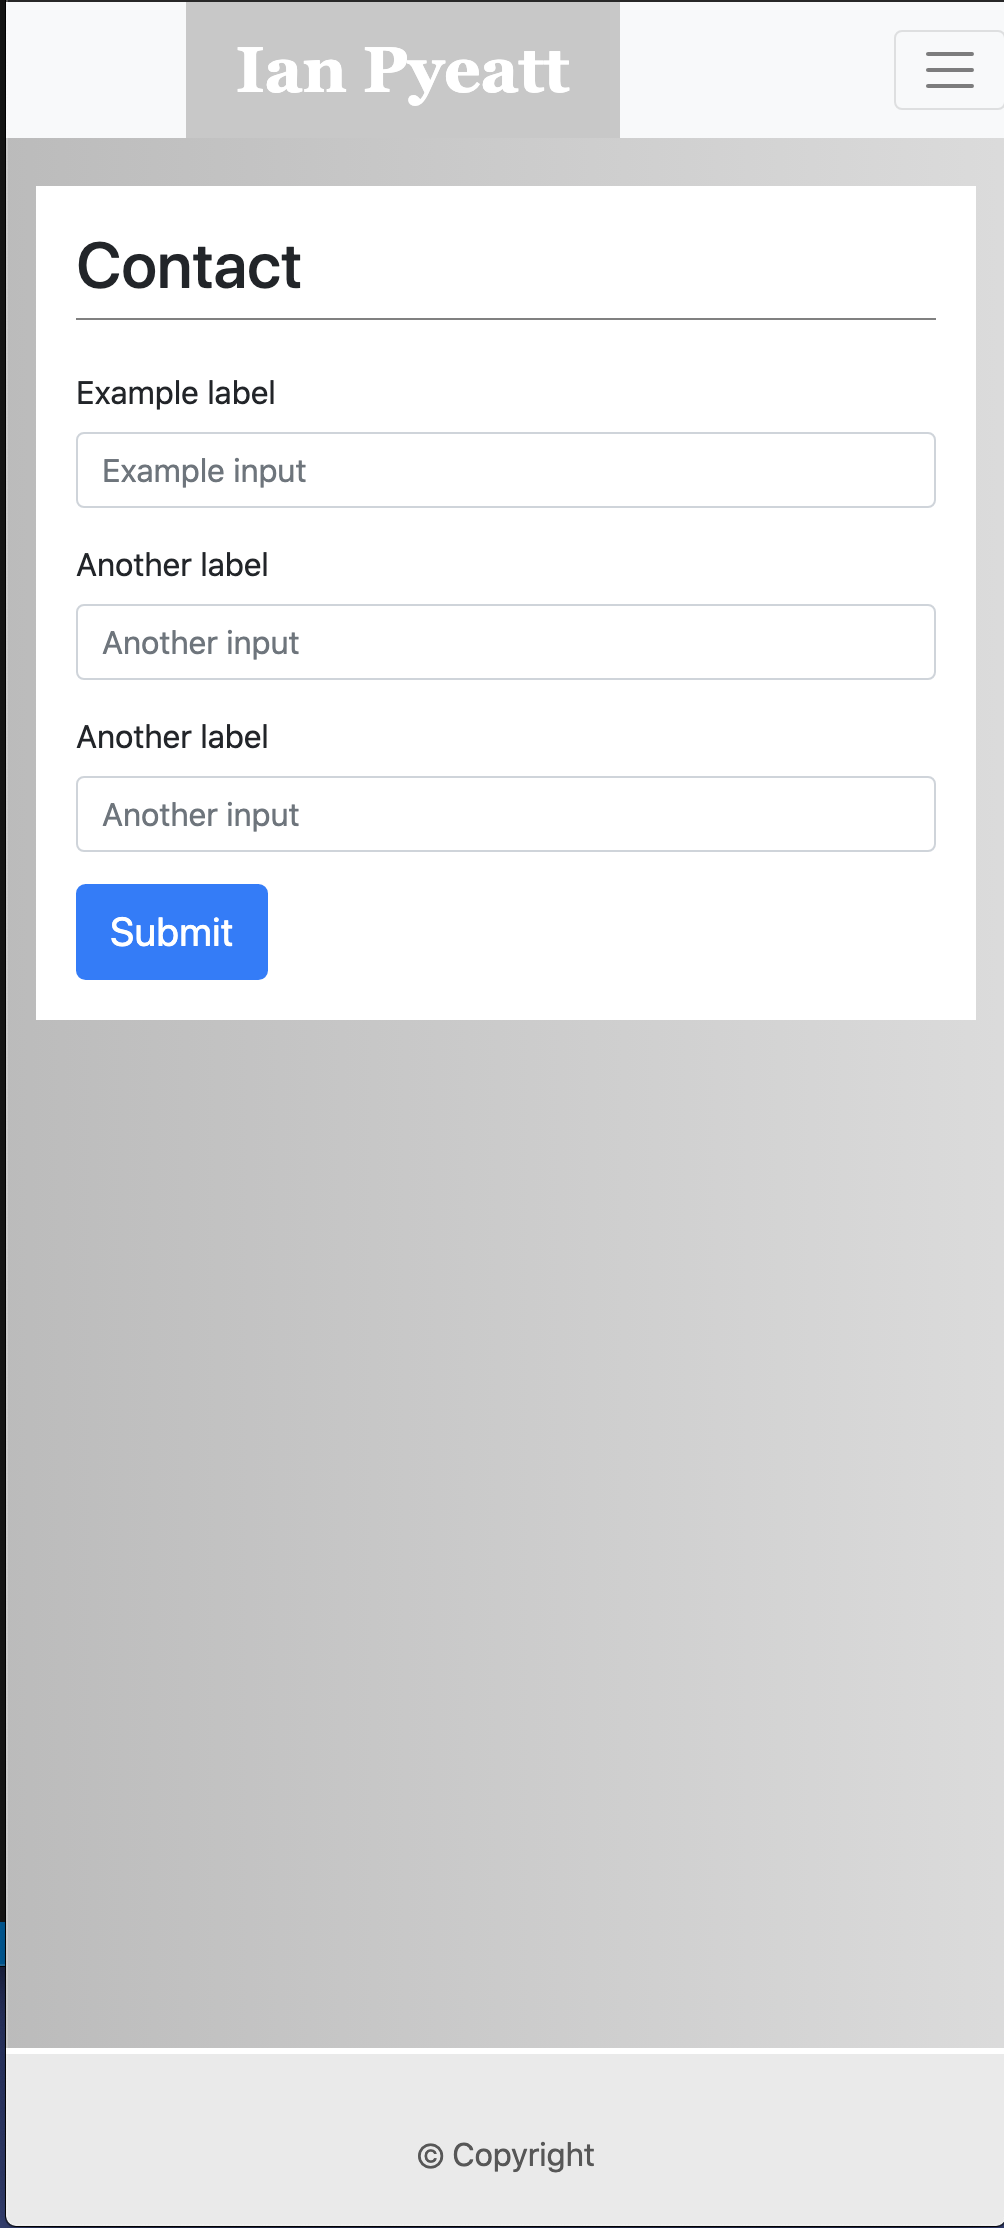 Ian Pyeatt
Contact
Example label
Example input
Another label
Another input
Another label
Another input
Submit
© Copyright